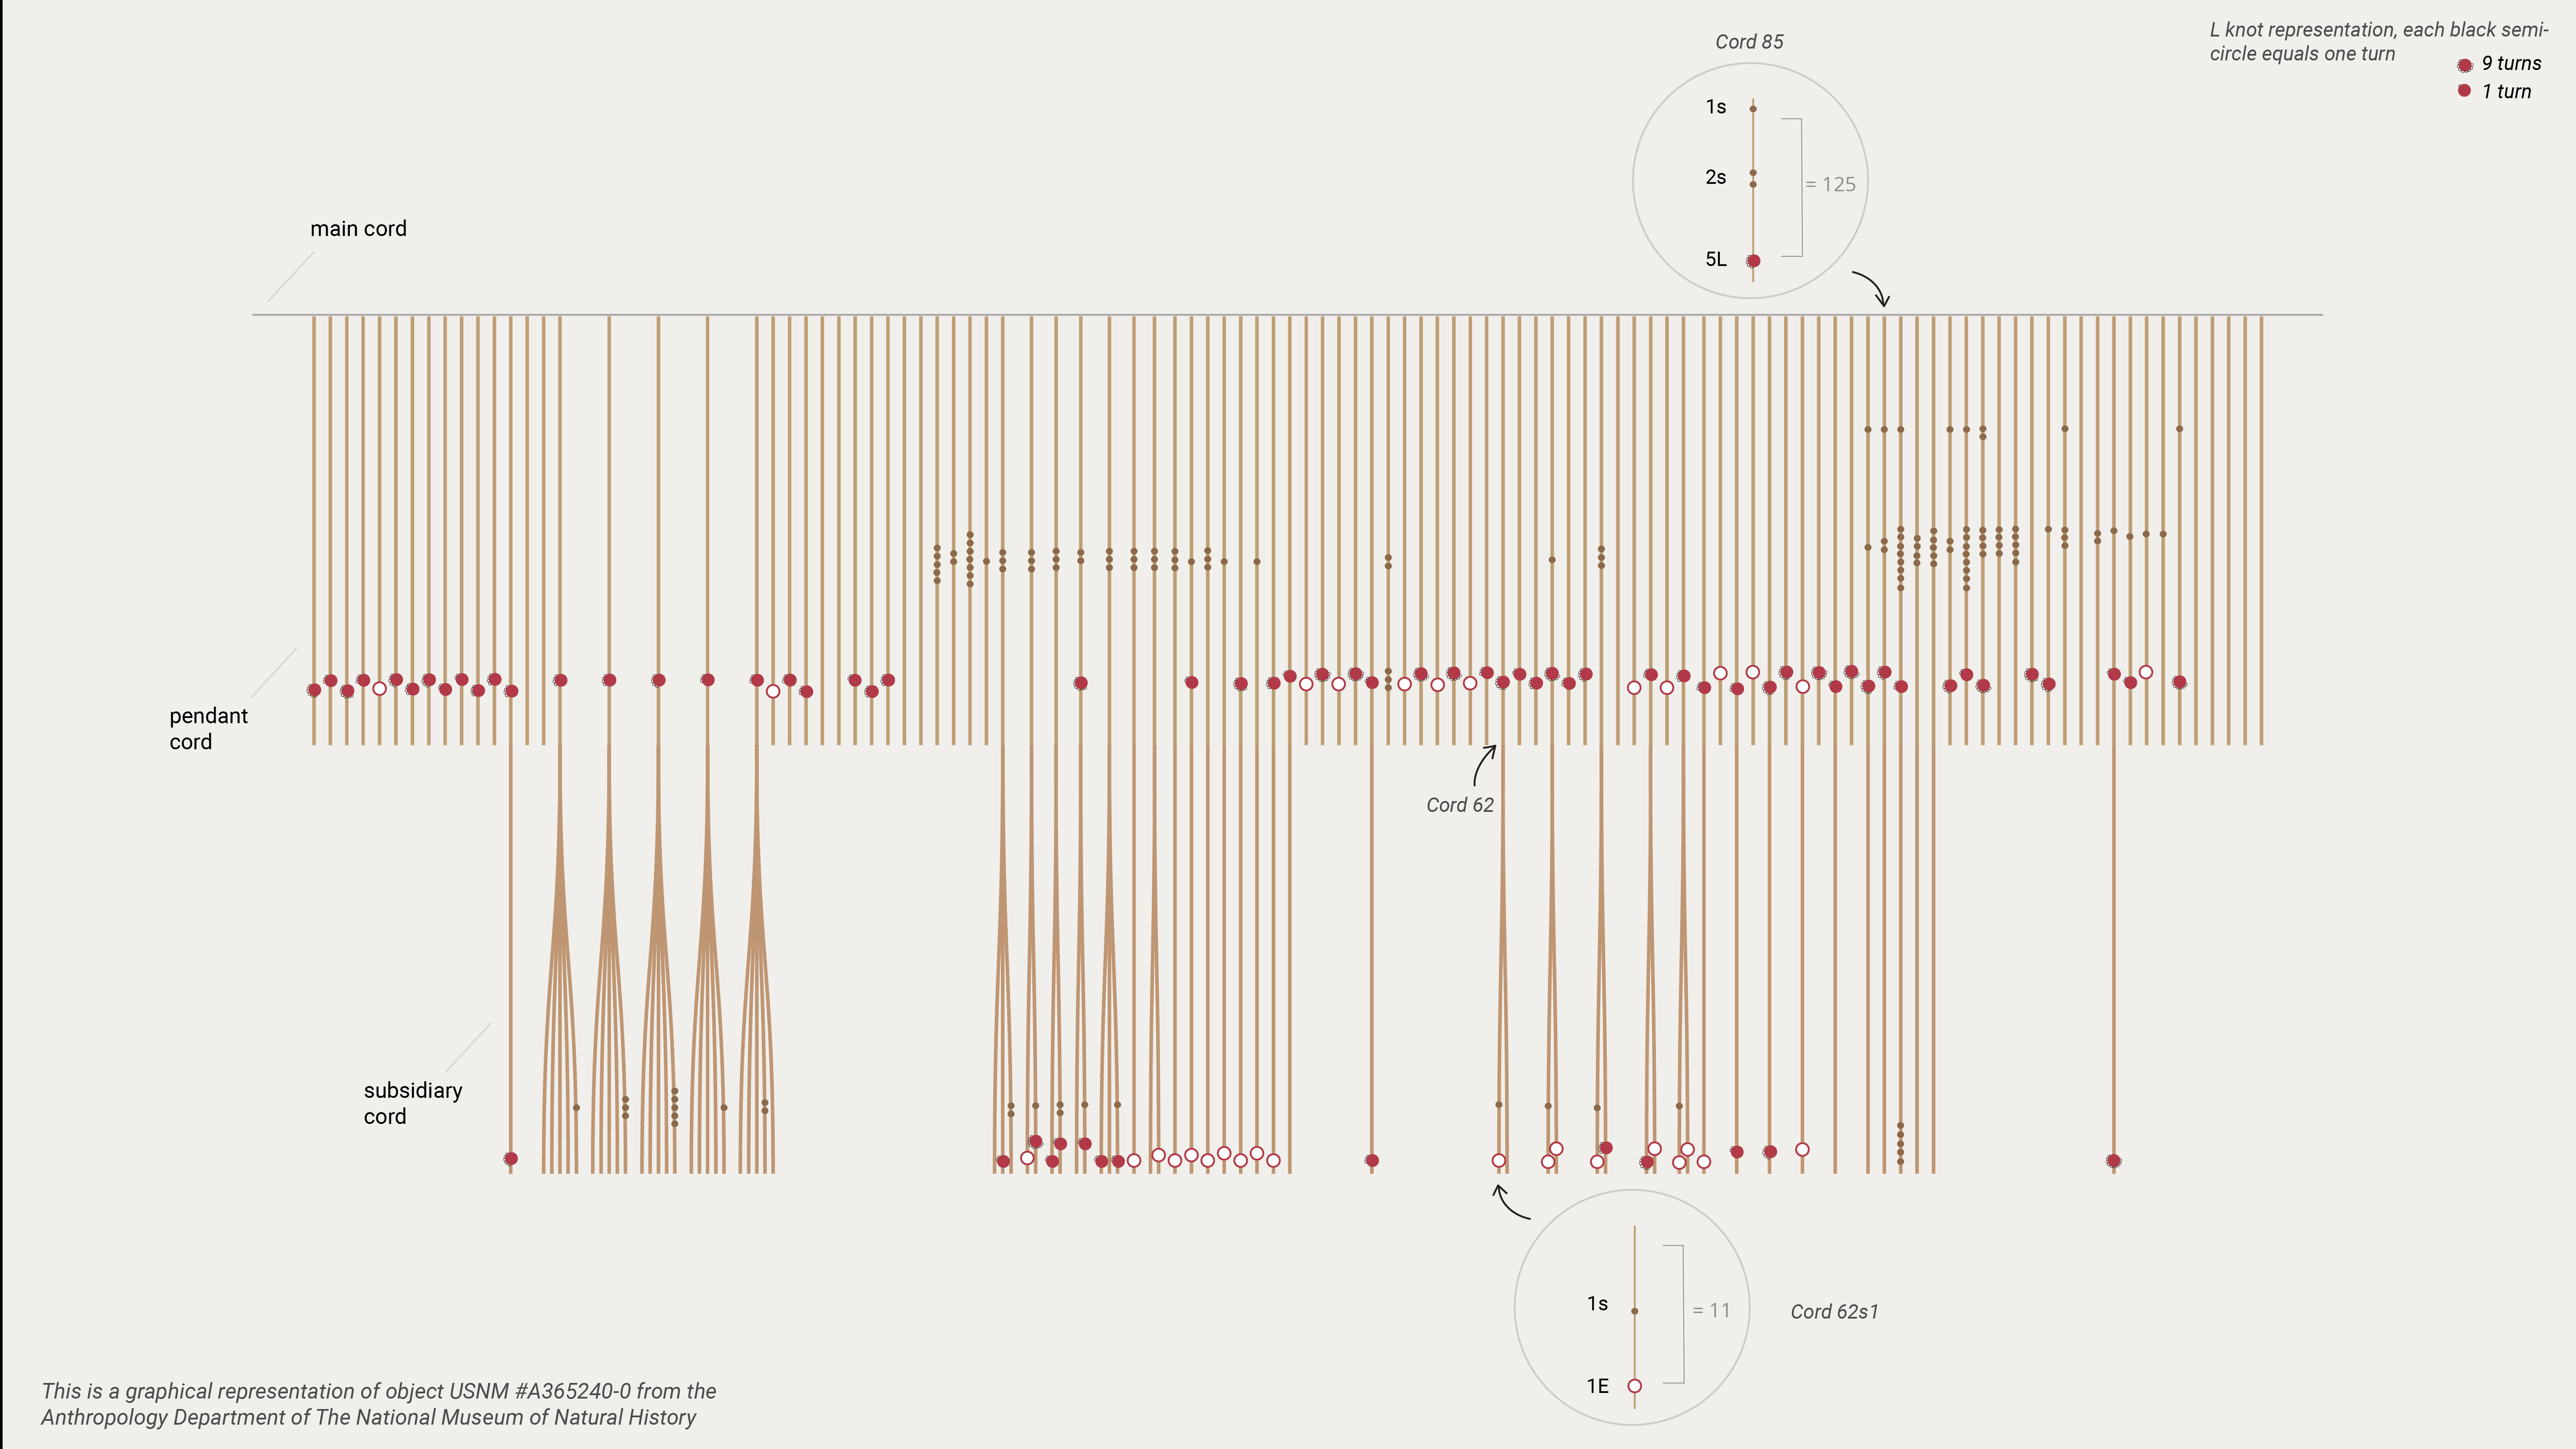 L knot representation, each black semi-
circle equals one turn
9 turns
1 turn
Cord 85
1s
2s
= 125
5L
main cord
pendant
cord
Cord 62
subsidiary
cord
1s
= 11
Cord 62s1
1E
This is a graphical representation of object USNM #A365240-0 from the
Anthropology Department of The National Museum of Natural History